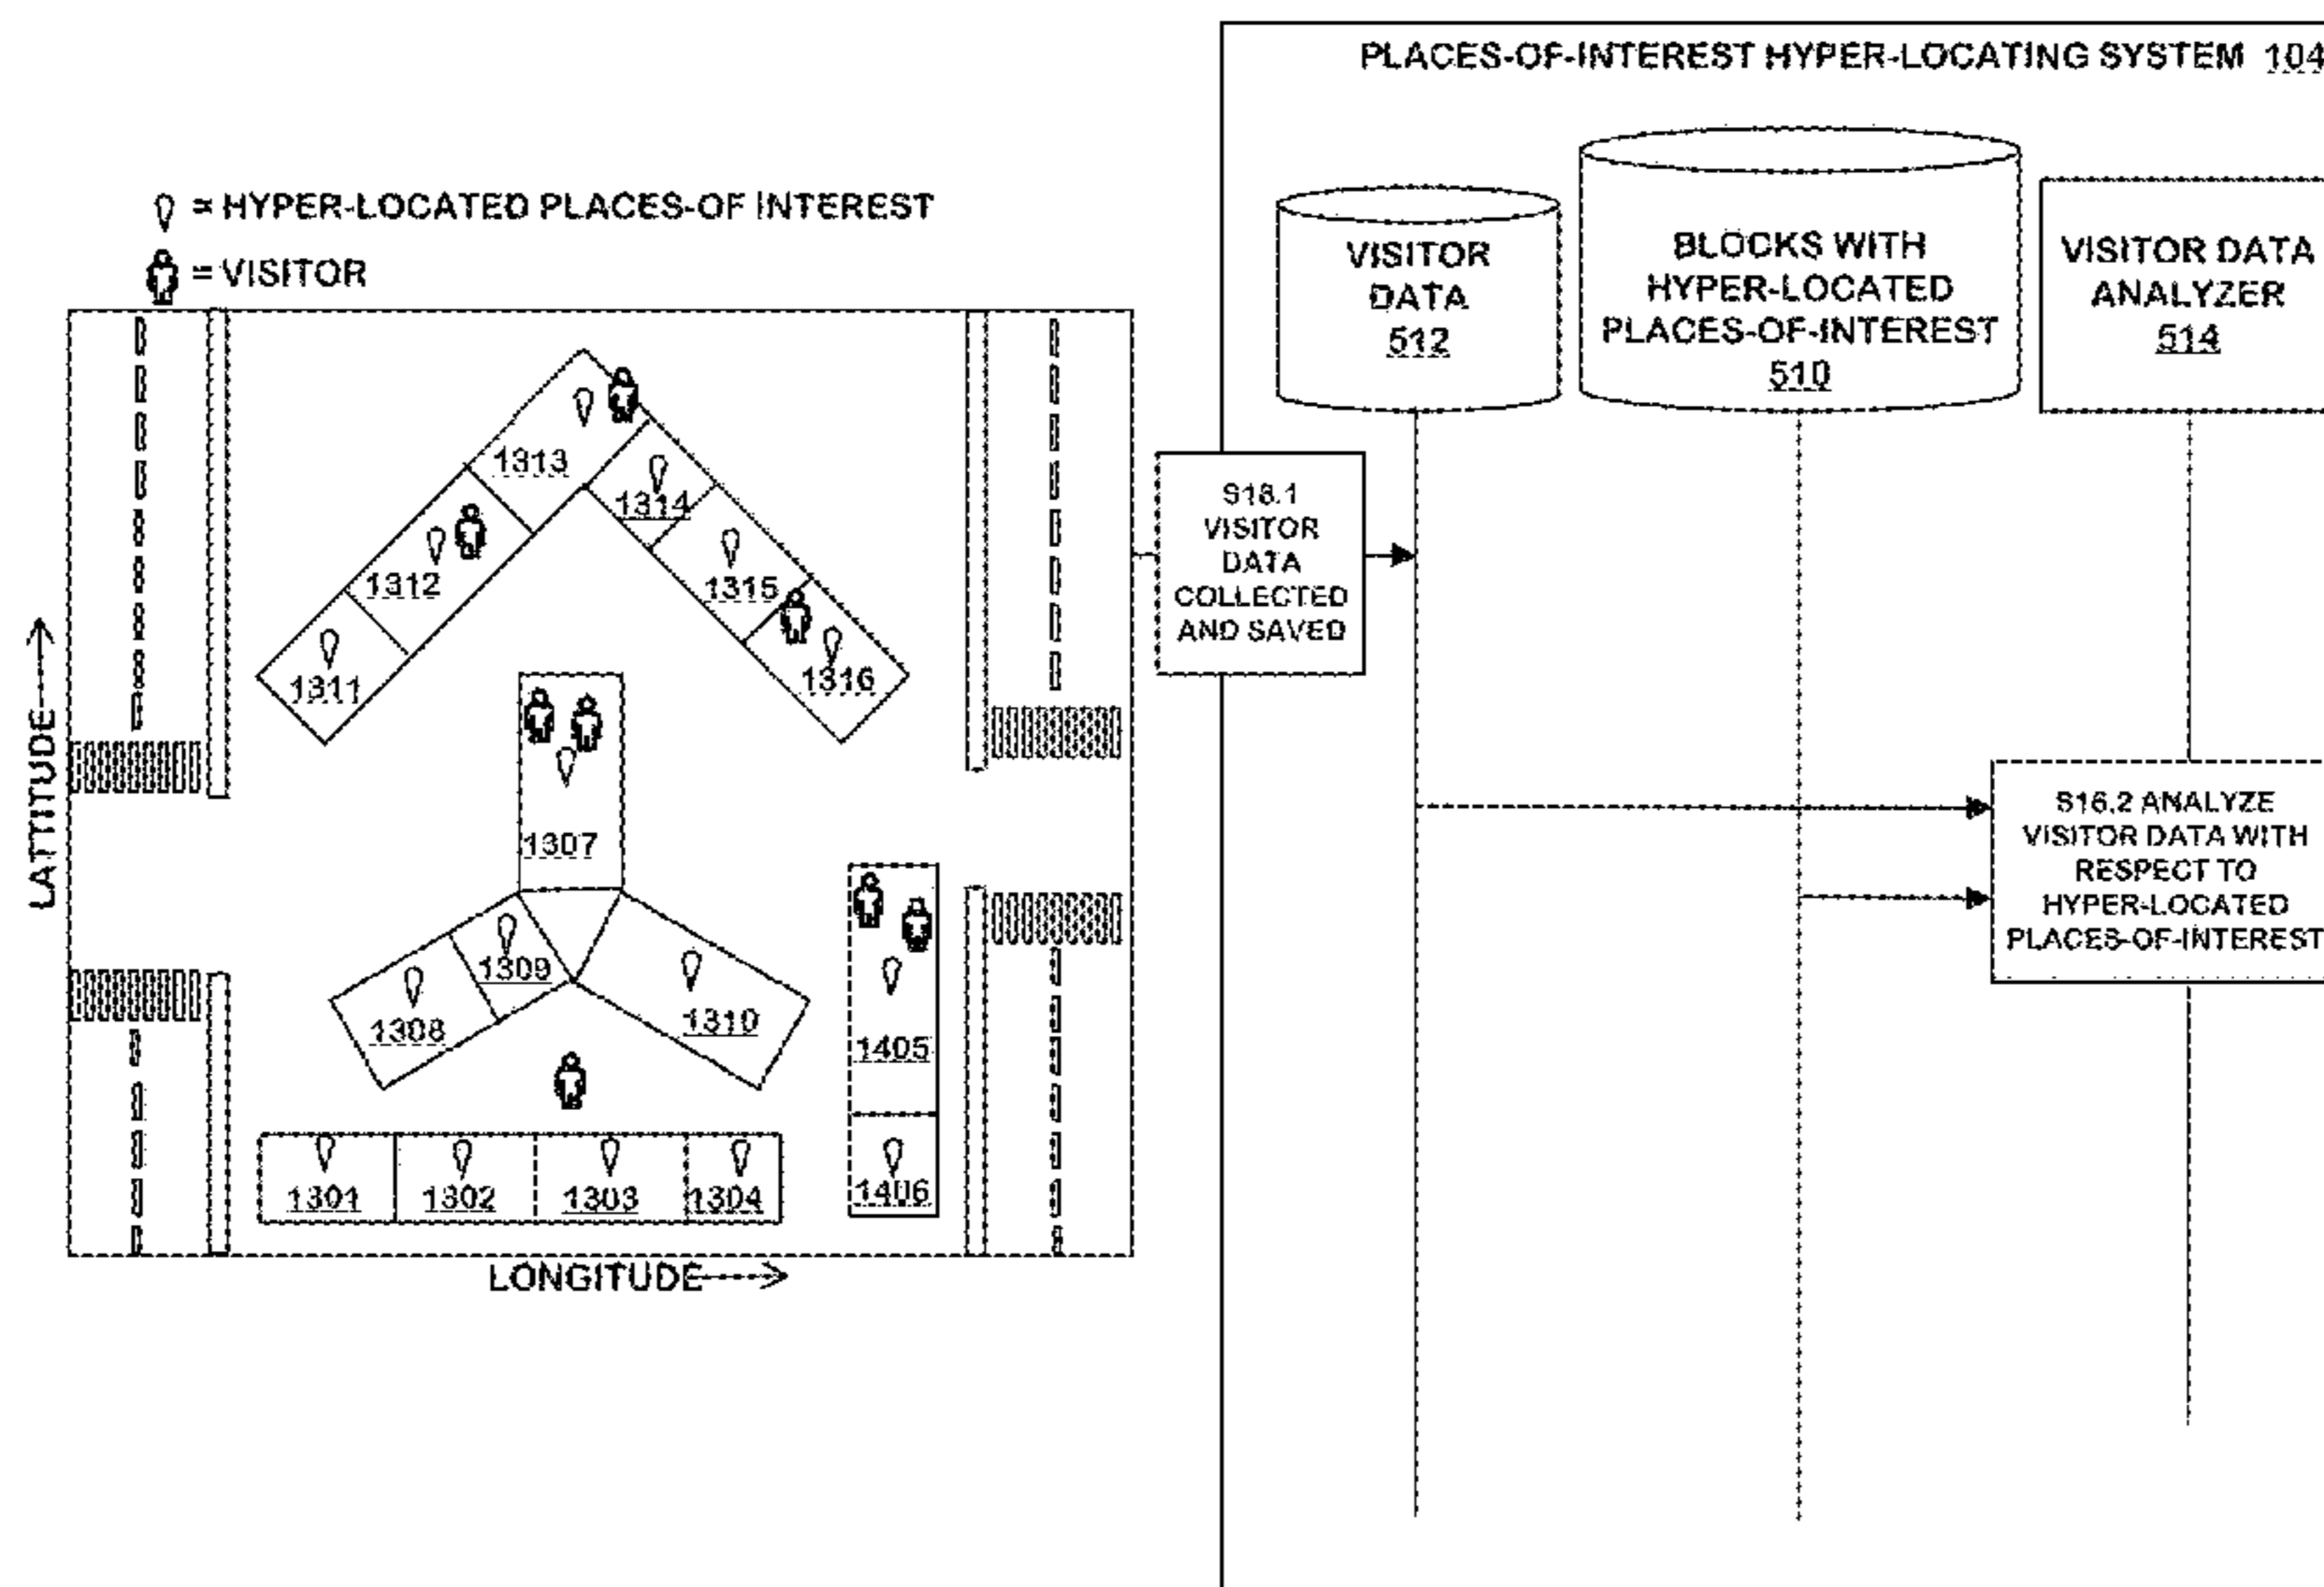 PLACES-OF-INTEREST HYPER-LOCATING SYSTEM 104
= HYPER-LOCATED PLACES-OF INTEREST
= VISITOR
VISITOR
DATA
512
BLOCKS WITH
HYPER-LOCATED
PLACES-OF-INTEREST
510
VISITOR DATA
ANALYZER
514
1313
1314
1312
1315
1311
1316
1307
1309
1308
1310
1405
1301
1302
1303
1304
1406
LATTITUDE
LONGITUDE
S16.1
VISITOR
DATA
COLLECTED
AND SAVED
S16.2 ANALYZE
VISITOR DATA WITH
RESPECT TO
HYPER-LOCATED
PLACES-OF-INTEREST